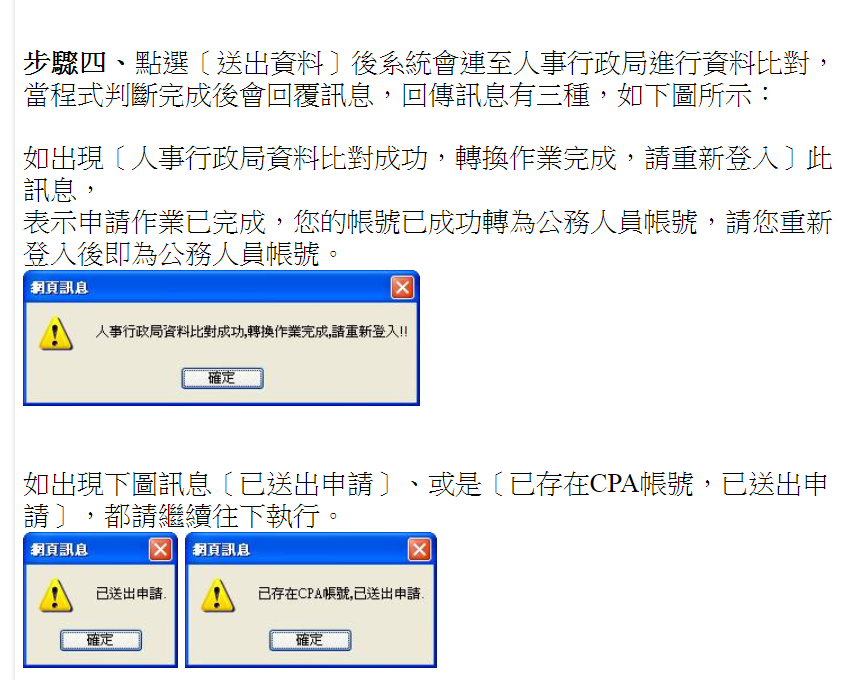 步驟四、點選〔送出資料〕後系統會連至人事行政局進行資料比對，
當程式判斷完成後會回覆訊息，回傳訊息有三種，如下圖所示：
如出現〔人事行政局資料比對成功，轉換作業完成，請重新登入〕此
訊息，
表示申請作業已完成，您的帳號已成功轉為公務人員帳號，請您重新
登入後即為公務人員帳號。
網頁訊息
人事行政局資料比對成功,轉換作業完成,請重新登入!!
確定
如出現下圖訊息〔已送出申請〕、或是〔已存在CPA帳號，已送出申
請〕，都請繼續往下執行。
網頁訊息
已送出申請.
確定
網頁訊息
已存在CPA帳號,已送出申請.
確定